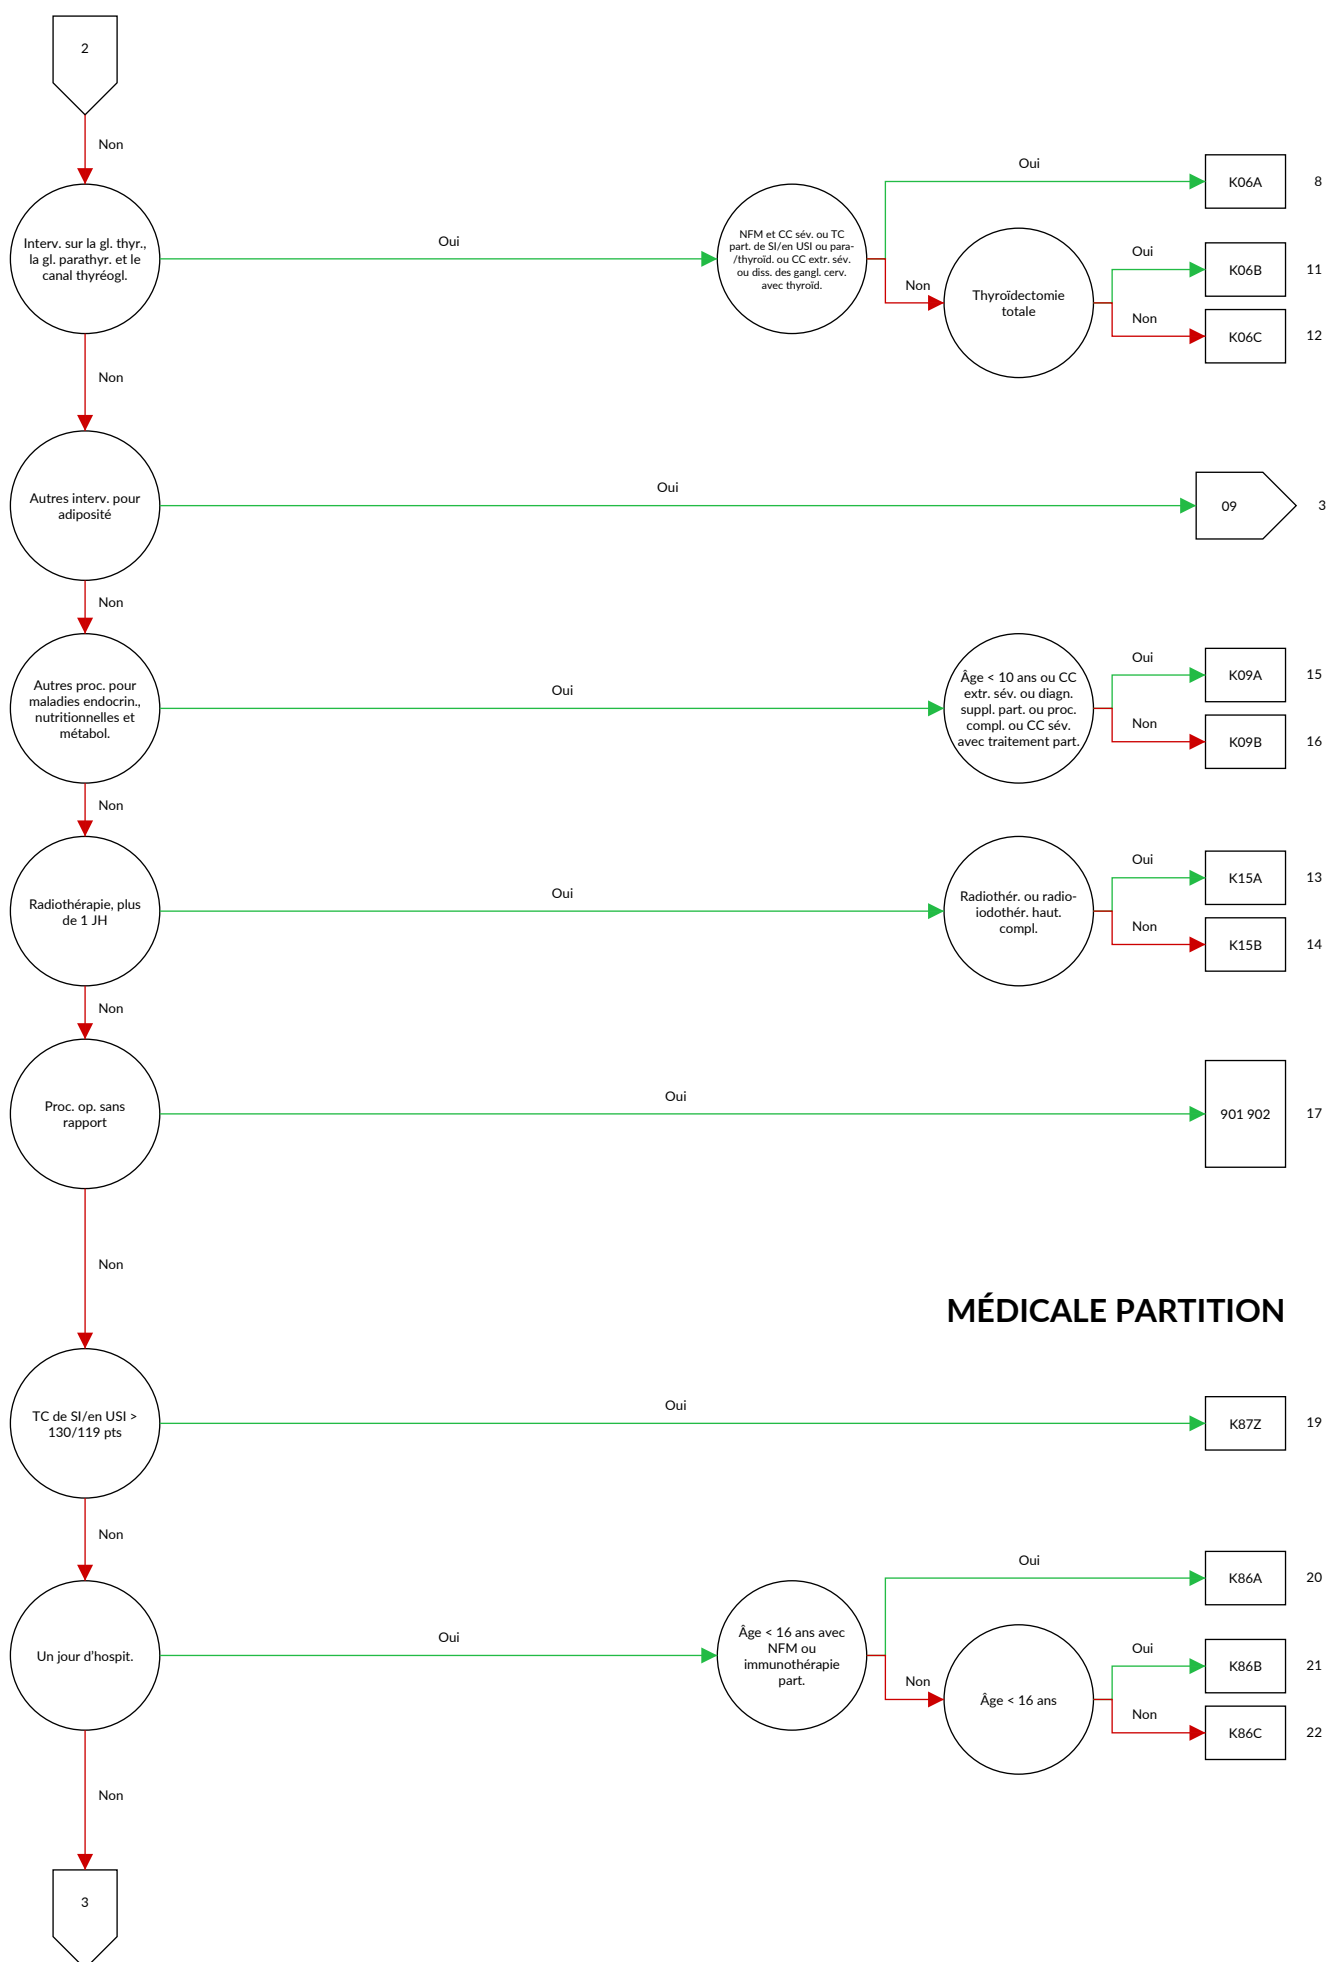 2
Non
Interv. sur la gl. thyr.,
la gl. parathyr. et le
canal thyréogl.
Oui
NFM et CC sév. ou TC
part. de SI/en USI ou para-
/thyroïd. ou CC extr. sév.
ou diss. des gangl. cerv.
avec thyroïd.
Oui
K06A
8
Non
Thyroïdectomie
totale
Oui
K06B
11
Non
K06C
12
Non
Autres interv. pour
adiposité
Oui
09
3
Non
Autres proc. pour
maladies endocrin.,
nutritionnelles et
métabol.
Oui
Âge < 10 ans ou CC
extr. sév. ou diagn.
suppl. part. ou proc.
compl. ou CC sév.
avec traitement part.
Oui
K09A
15
Non
K09B
16
Non
Radiothérapie, plus
de 1 JH
Oui
Radiothér. ou radio-
iodothér. haut.
compl.
Oui
K15A
13
Non
K15B
14
Non
Proc. op. sans
rapport
Oui
901 902
17
Non
MÉDICALE PARTITION
TC de SI/en USI >
130/119 pts
Oui
K87Z
19
Non
Un jour d'hospit.
Oui
Âge < 16 ans avec
NFM ou
immunothérapie
part.
Oui
K86A
20
Non
Âge < 16 ans
Oui
K86B
21
Non
K86C
22
Non
3